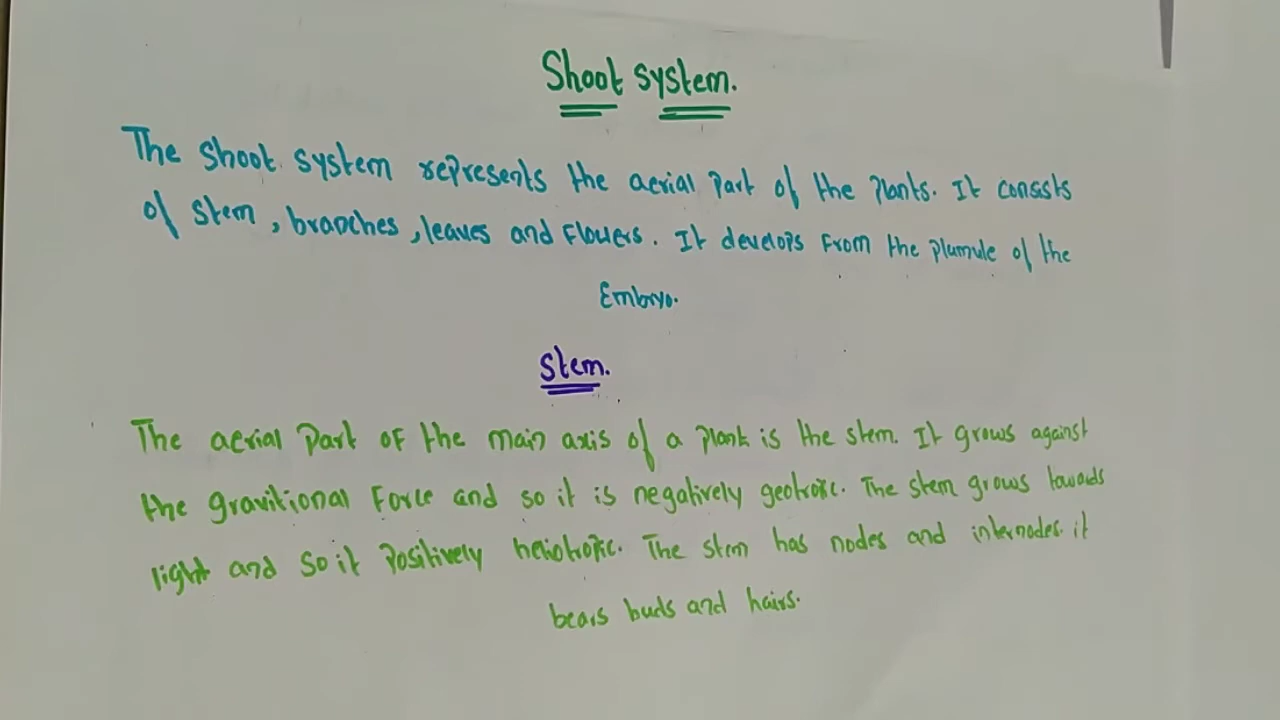 Shoot system.
The shoot system represents the aerial part of the plants. It consists
of stem, branches, leaves and Flowers. It develops from the plumule of the
Embryo.
Stem.
The aerial part of the main axis of a plant is the stem. It grows against
the gravitional Force and so it is negatively geotroic. The stem grows towads
light and so it positively heliotropic. The stem has nodes and internodes. it
bears buds and hairs.